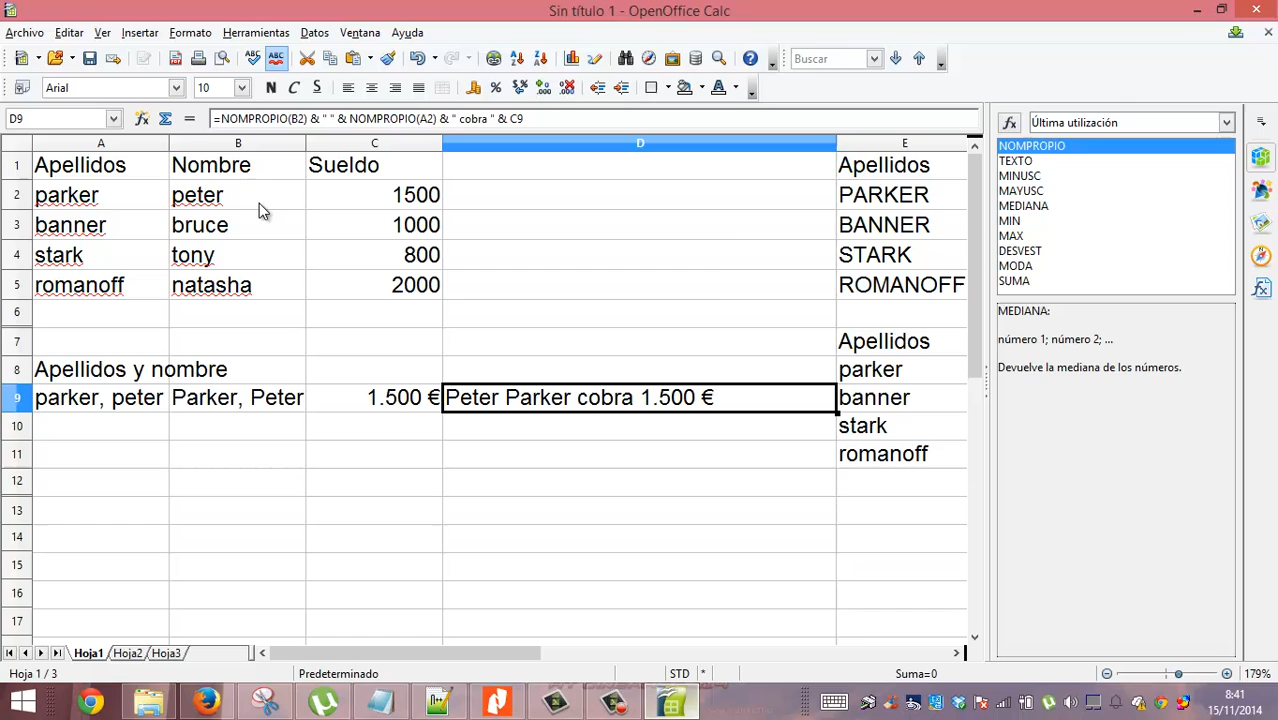 Sin título 1 - OpenOffice Calc
Archivo Editar Ver Insertar Formato Herramientas Datos Ventana Ayuda
Buscar
Arial 10 N C S
D9 =NOMPROPIO(B2) & " " & NOMPROPIO(A2) & " cobra " & C9
Última utilización
A B C D E
1 Apellidos Nombre Sueldo Apellidos
2 parker peter 1500 PARKER
3 banner bruce 1000 BANNER
4 stark tony 800 STARK
5 romanoff natasha 2000 ROMANOFF
6
7 Apellidos
8 Apellidos y nombre parker
9 parker, peter Parker, Peter 1.500 € Peter Parker cobra 1.500 € banner
10 stark
11 romanoff
12
13
14
15
16
17
NOMPROPIO
TEXTO
MINUSC
MAYUSC
MEDIANA
MIN
MAX
DESVEST
MODA
SUMA
MEDIANA:
número 1; número 2; ...
Devuelve la mediana de los números.
Hoja1 Hoja2 Hoja3
Hoja 1 / 3 Predeterminado STD * Suma=0 179%
8:41
15/11/2014